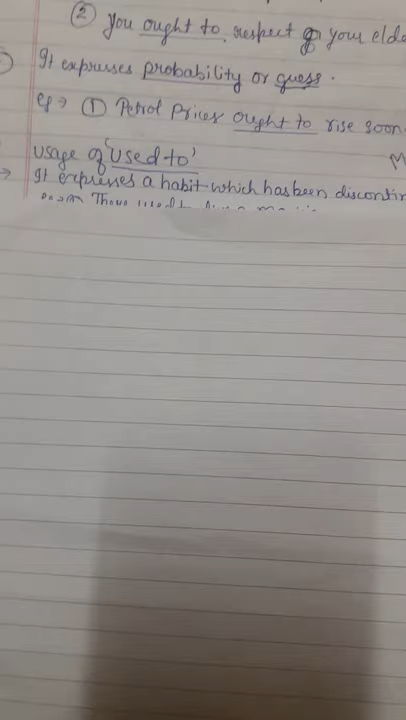 ② you ought to respect your elde
It expresses probability or guess.
eg → ① Petrol Prices ought to rise soon
usage of 'used to'
→ It expresses a habit which has been discontin